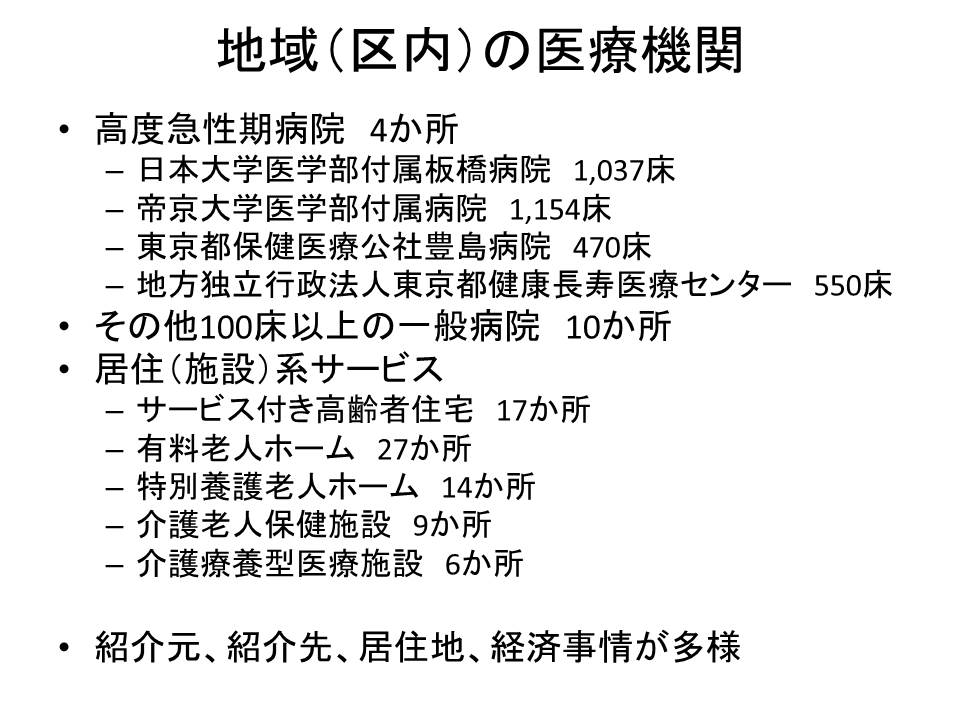 地域（区内）の医療機関
• 高度急性期病院　4か所
– 日本大学医学部付属板橋病院　1,037床
– 帝京大学医学部付属病院　1,154床
– 東京都保健医療公社豊島病院　470床
– 地方独立行政法人東京都健康長寿医療センター　550床
• その他100床以上の一般病院　10か所
• 居住（施設）系サービス
– サービス付き高齢者住宅　17か所
– 有料老人ホーム　27か所
– 特別養護老人ホーム　14か所
– 介護老人保健施設　9か所
– 介護療養型医療施設　6か所
• 紹介元、紹介先、居住地、経済事情が多様